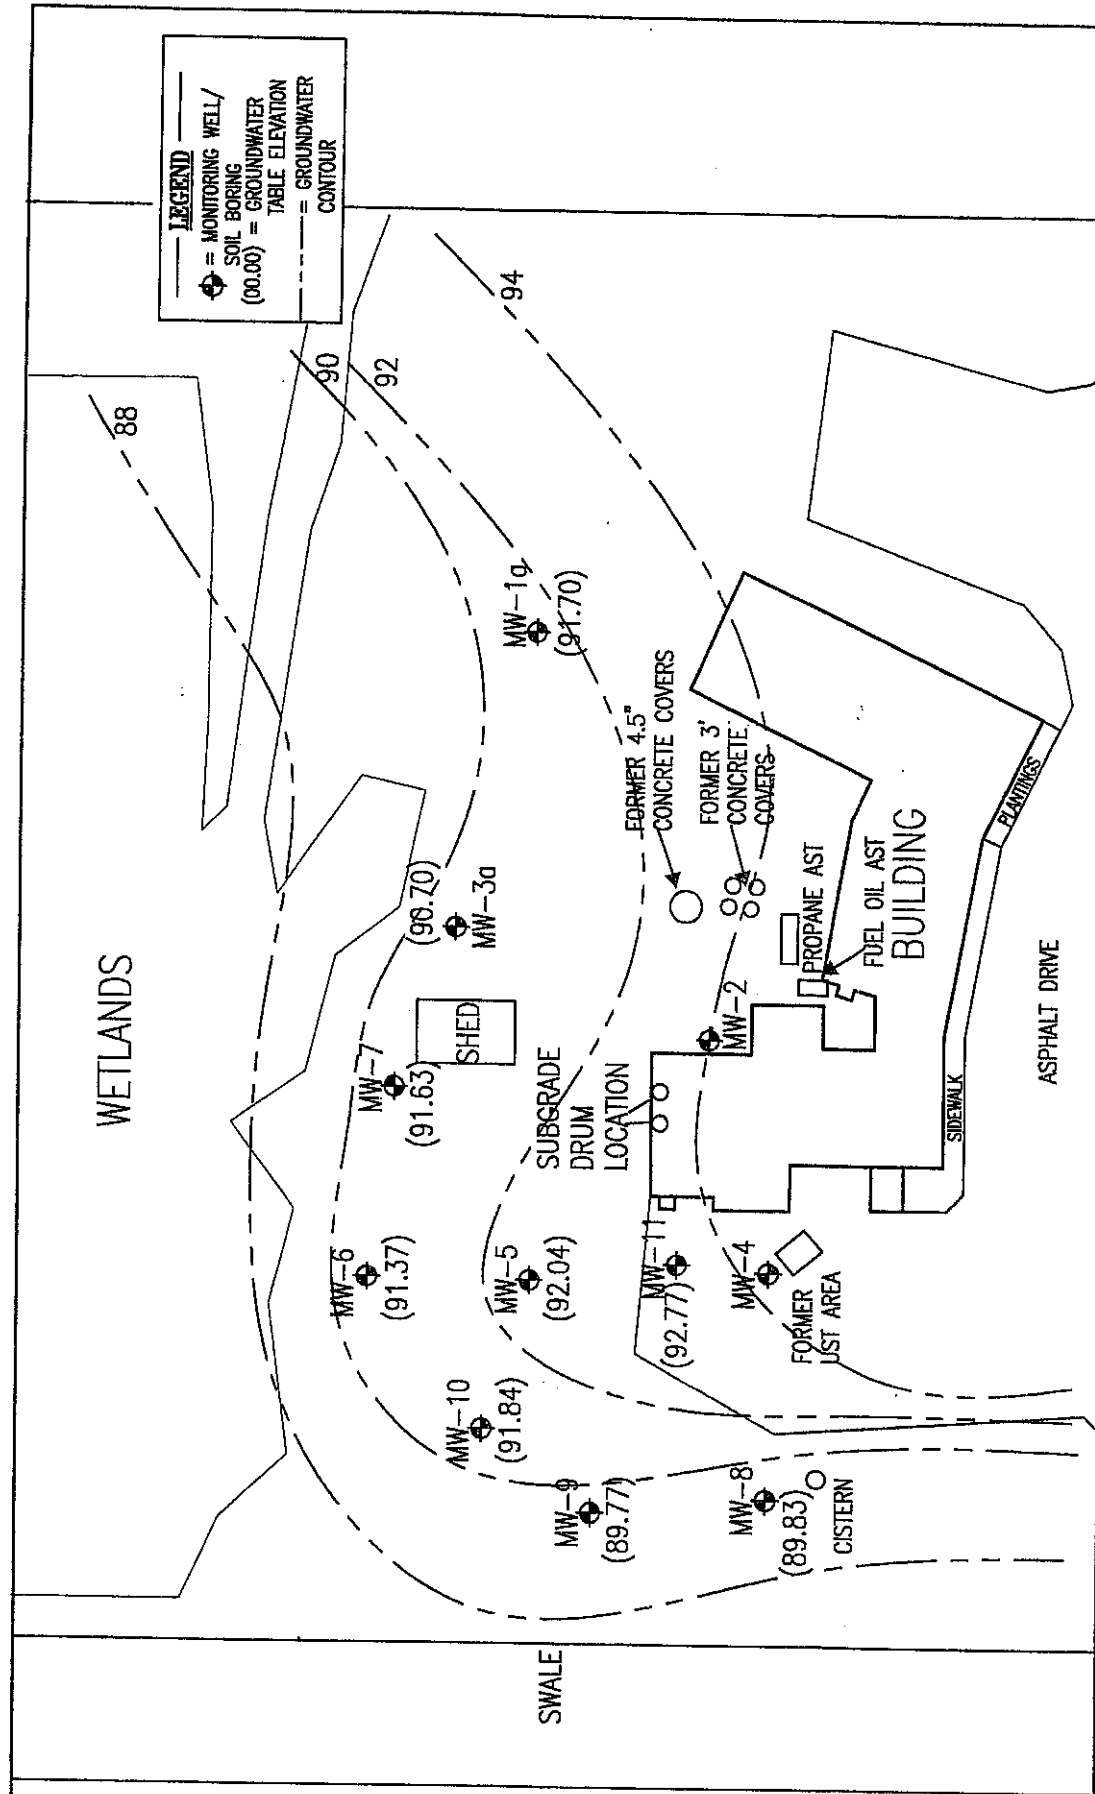 LEGEND
= MONITORING WELL/
SOIL BORING
(00.00) = GROUNDWATER
TABLE ELEVATION
= GROUNDWATER
CONTOUR
88
90
92
94
WETLANDS
MW-1a
(91.70)
(90.70)
MW-3a
FORMER 4.5"
CONCRETE COVERS
FORMER 3'
CONCRETE
COVERS
MW-7
(91.63)
SHED
PROPANE AST
FUEL OIL AST
BUILDING
PLANTINGS
MW-2
SUBGRADE
DRUM
LOCATION
SIDEWALK
ASPHALT DRIVE
MW-6
(91.37)
MW-5
(92.04)
MW-11
(92.77)
MW-4
FORMER
UST AREA
MW-10
(91.84)
MW-9
(89.77)
MW-8
(89.83)
CISTERN
SWALE